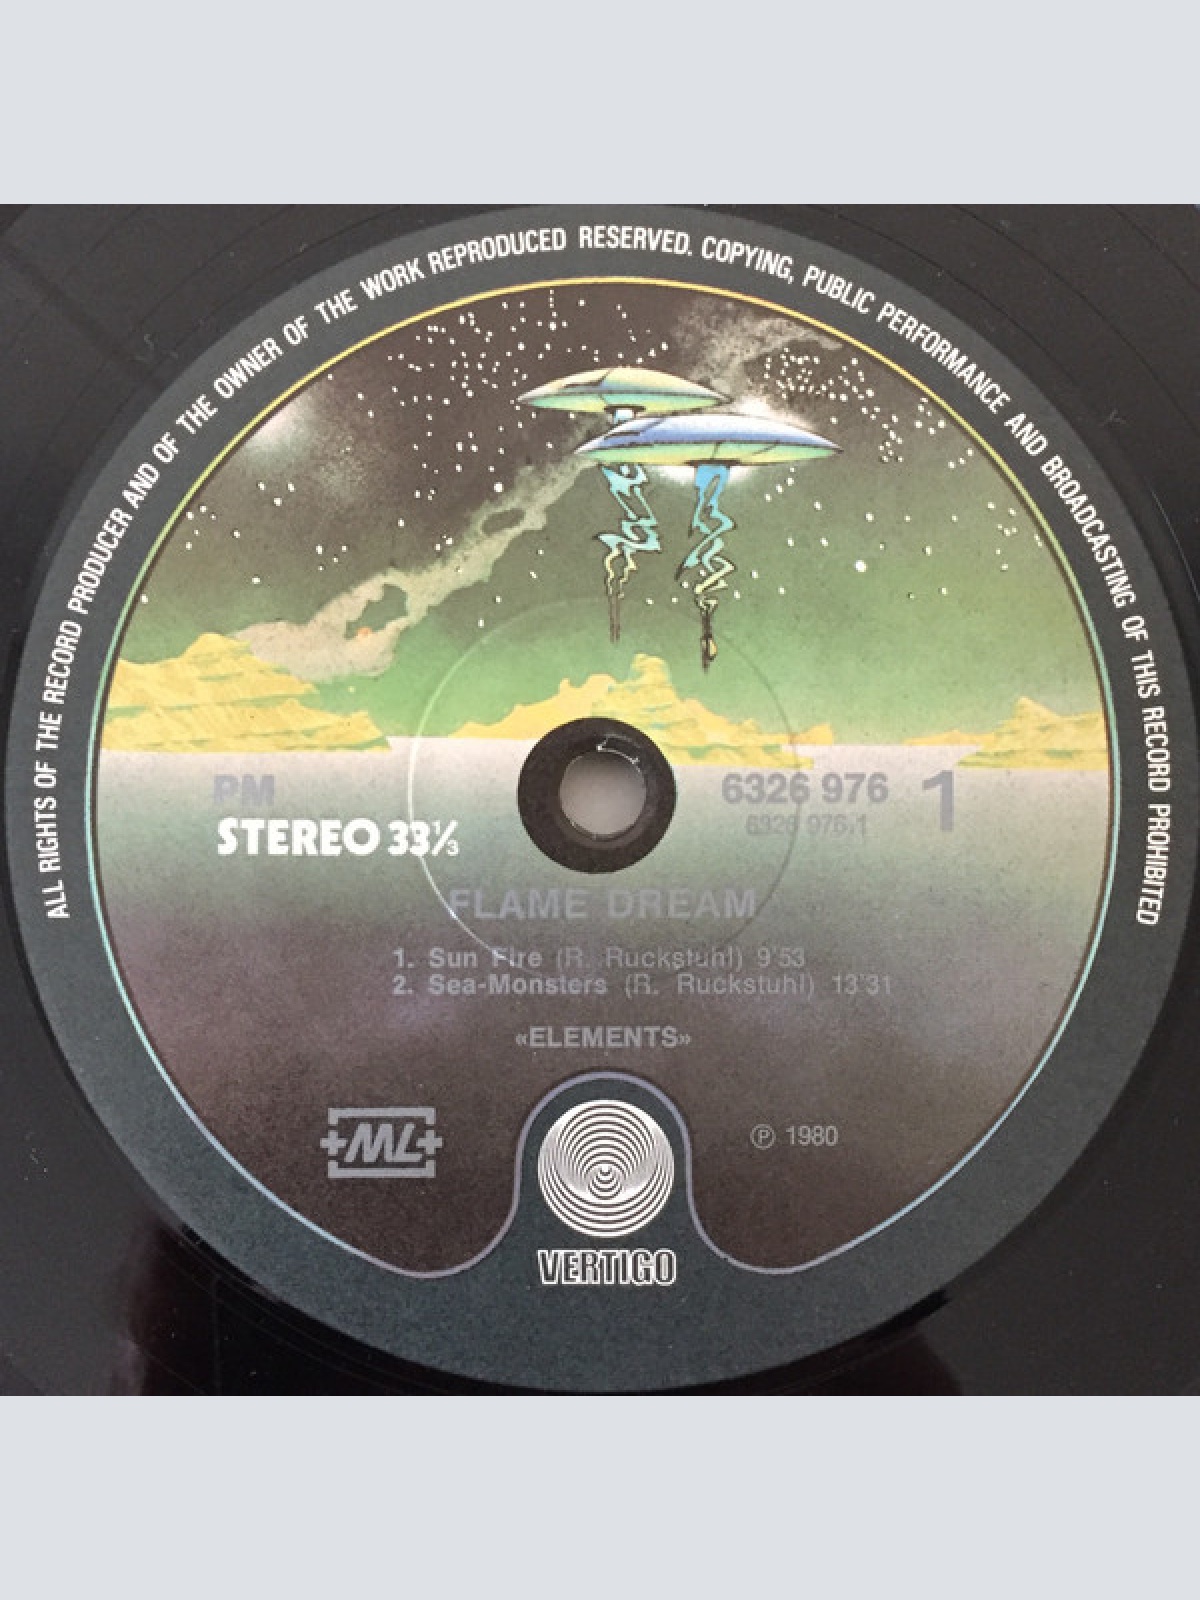 ALL RIGHTS OF THE RECORD PRODUCER AND OF THE OWNER OF THE WORK REPRODUCED RESERVED. COPYING, PUBLIC PERFORMANCE AND BROADCASTING OF THIS RECORD PROHIBITED
PM
6326 976 1
STEREO 33⅓
6326 976.1
FLAME DREAM
1. Sun Fire (R. Ruckstuhl) 9'53
2. Sea-Monsters (R. Ruckstuhl) 13'31
«ELEMENTS»
+ML+
Ⓟ 1980
VERTIGO